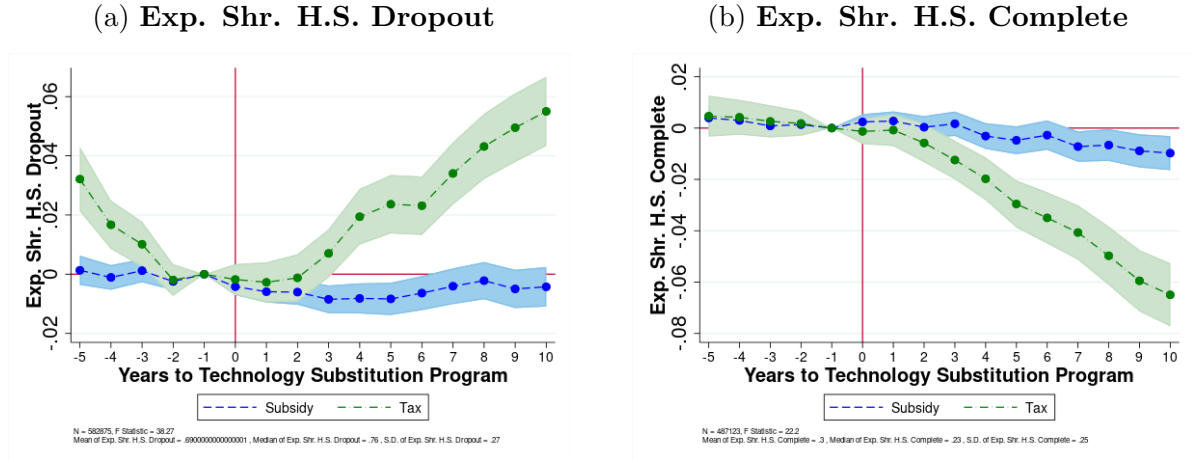 (a) Exp. Shr. H.S. Dropout
Exp. Shr. H.S. Dropout
.06
.04
.02
0
-.02
-5 -4 -3 -2 -1 0 1 2 3 4 5 6 7 8 9 10
Years to Technology Substitution Program
Subsidy Tax
N = 582875, F Statistic = 38.27
Mean of Exp. Shr. H.S. Dropout = .6900000000000001 , Median of Exp. Shr. H.S. Dropout = .76 , S.D. of Exp. Shr. H.S. Dropout = .27
(b) Exp. Shr. H.S. Complete
Exp. Shr. H.S. Complete
.02
0
-.02
-.04
-.06
-.08
-5 -4 -3 -2 -1 0 1 2 3 4 5 6 7 8 9 10
Years to Technology Substitution Program
Subsidy Tax
N = 487123, F Statistic = 22.2
Mean of Exp. Shr. H.S. Complete = .3 , Median of Exp. Shr. H.S. Complete = .23 , S.D. of Exp. Shr. H.S. Complete = .25